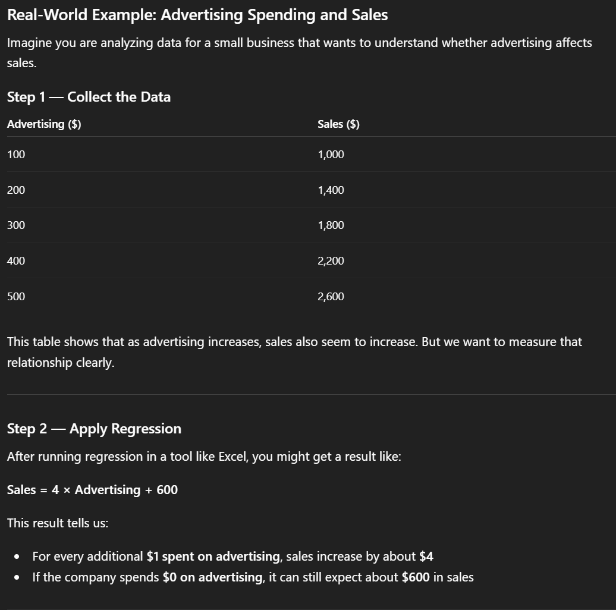 Real-World Example: Advertising Spending and Sales
Imagine you are analyzing data for a small business that wants to understand whether advertising affects
sales.
Step 1 — Collect the Data
Advertising ($) Sales ($)
100 1,000
200 1,400
300 1,800
400 2,200
500 2,600
This table shows that as advertising increases, sales also seem to increase. But we want to measure that
relationship clearly.
Step 2 — Apply Regression
After running regression in a tool like Excel, you might get a result like:
Sales = 4 × Advertising + 600
This result tells us:
• For every additional $1 spent on advertising, sales increase by about $4
• If the company spends $0 on advertising, it can still expect about $600 in sales